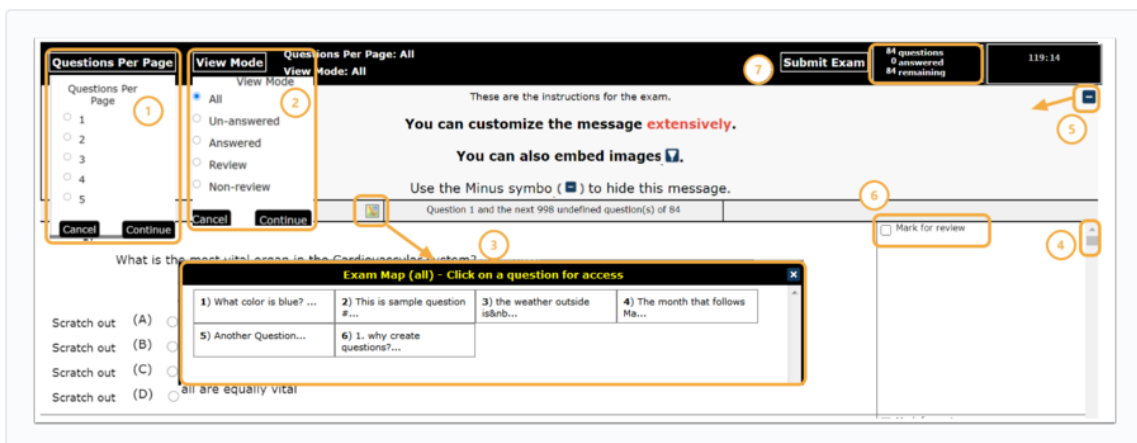 Questions Per Page
View Mode
Questions Per Page: All
View Mode: All
7
Submit Exam
84 questions
0 answered
84 remaining
119:14
Questions Per
Page
1
1
2
3
4
5
Cancel
Continue
View Mode
2
All
Un-answered
Answered
Review
Non-review
Cancel
Continue
These are the instructions for the exam.
You can customize the message extensively.
You can also embed images.
Use the Minus symbo ( ) to hide this message.
5
6
Question 1 and the next 998 undefined question(s) of 84
Mark for review
4
3
What is the most vital organ in the Cardiovascular system?
Exam Map (all) - Click on a question for access
1) What color is blue? ...
2) This is sample question
#...
3) the weather outside
is&nb...
4) The month that follows
Ma...
5) Another Question...
6) 1. why create
questions?...
Scratch out (A)
Scratch out (B)
Scratch out (C)
Scratch out (D)
all are equally vital